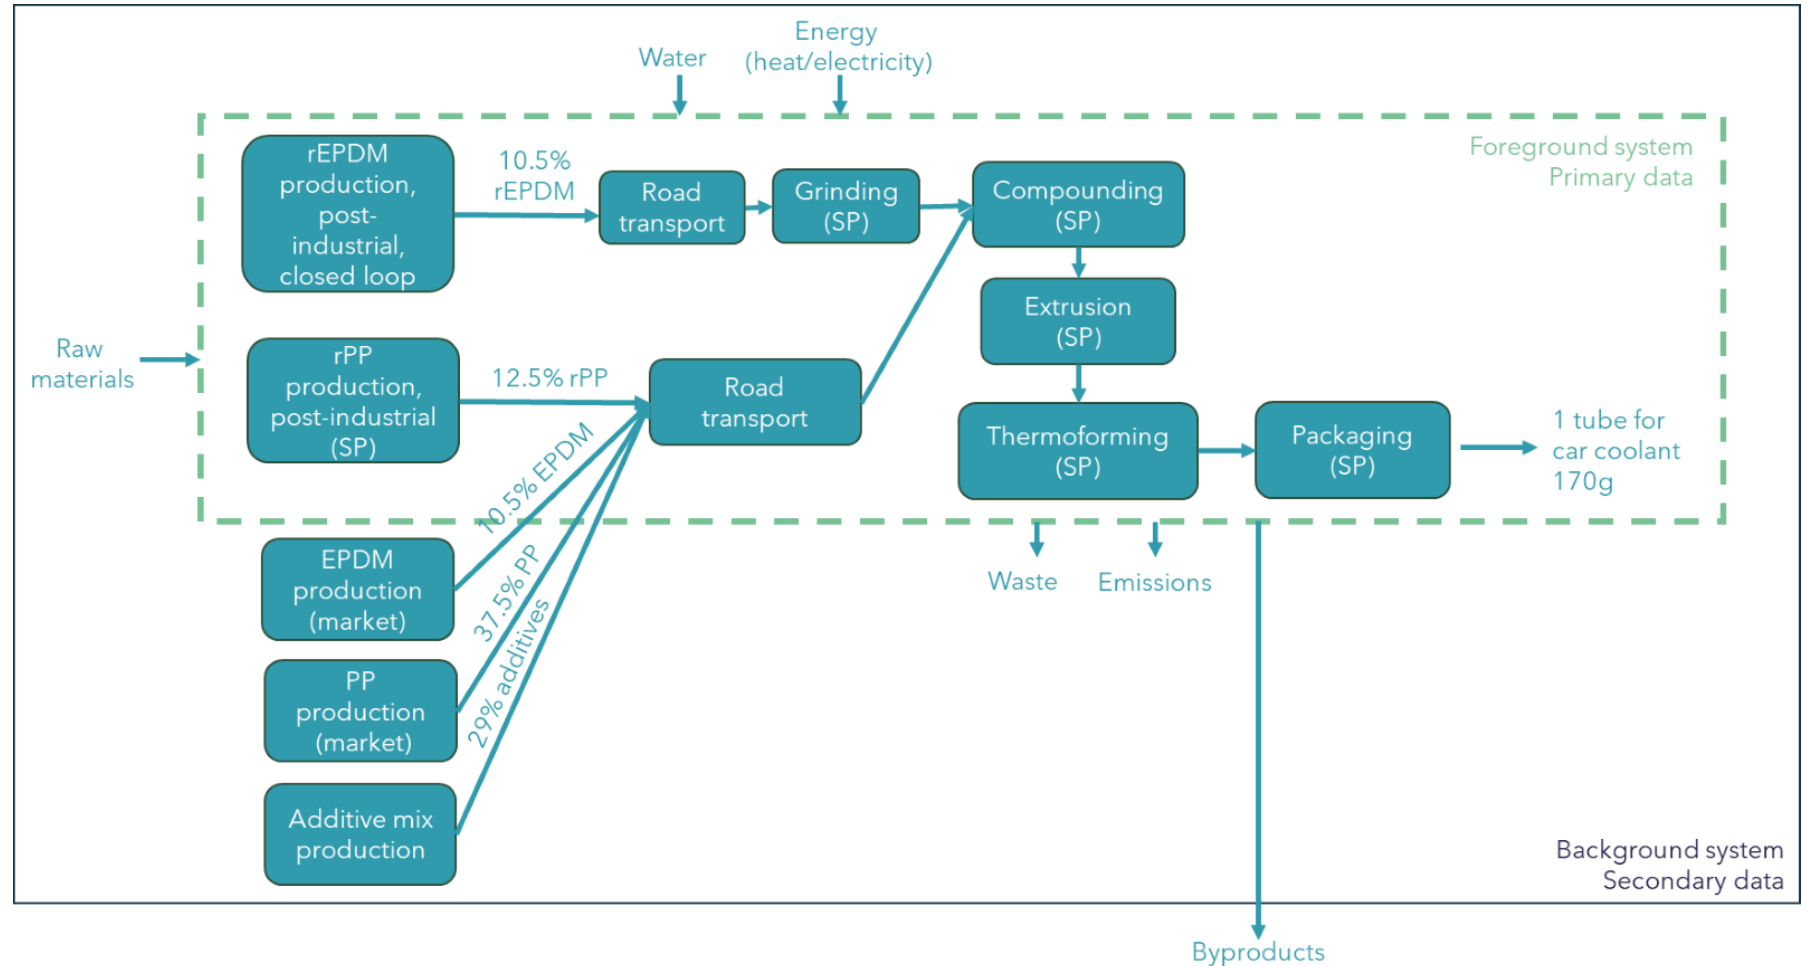 Energy
(heat/electricity)
Water
Foreground system
Primary data
rEPDM
production,
post-
industrial,
closed loop
10.5%
rEPDM
Road
transport
Grinding
(SP)
Compounding
(SP)
Extrusion
(SP)
Raw
materials
rPP
production,
post-industrial
(SP)
12.5% rPP
Road
transport
Thermoforming
(SP)
Packaging
(SP)
1 tube for
car coolant
170g
10.5% EPDM
37.5% PP
29% additives
EPDM
production
(market)
PP
production
(market)
Additive mix
production
Waste
Emissions
Background system
Secondary data
Byproducts